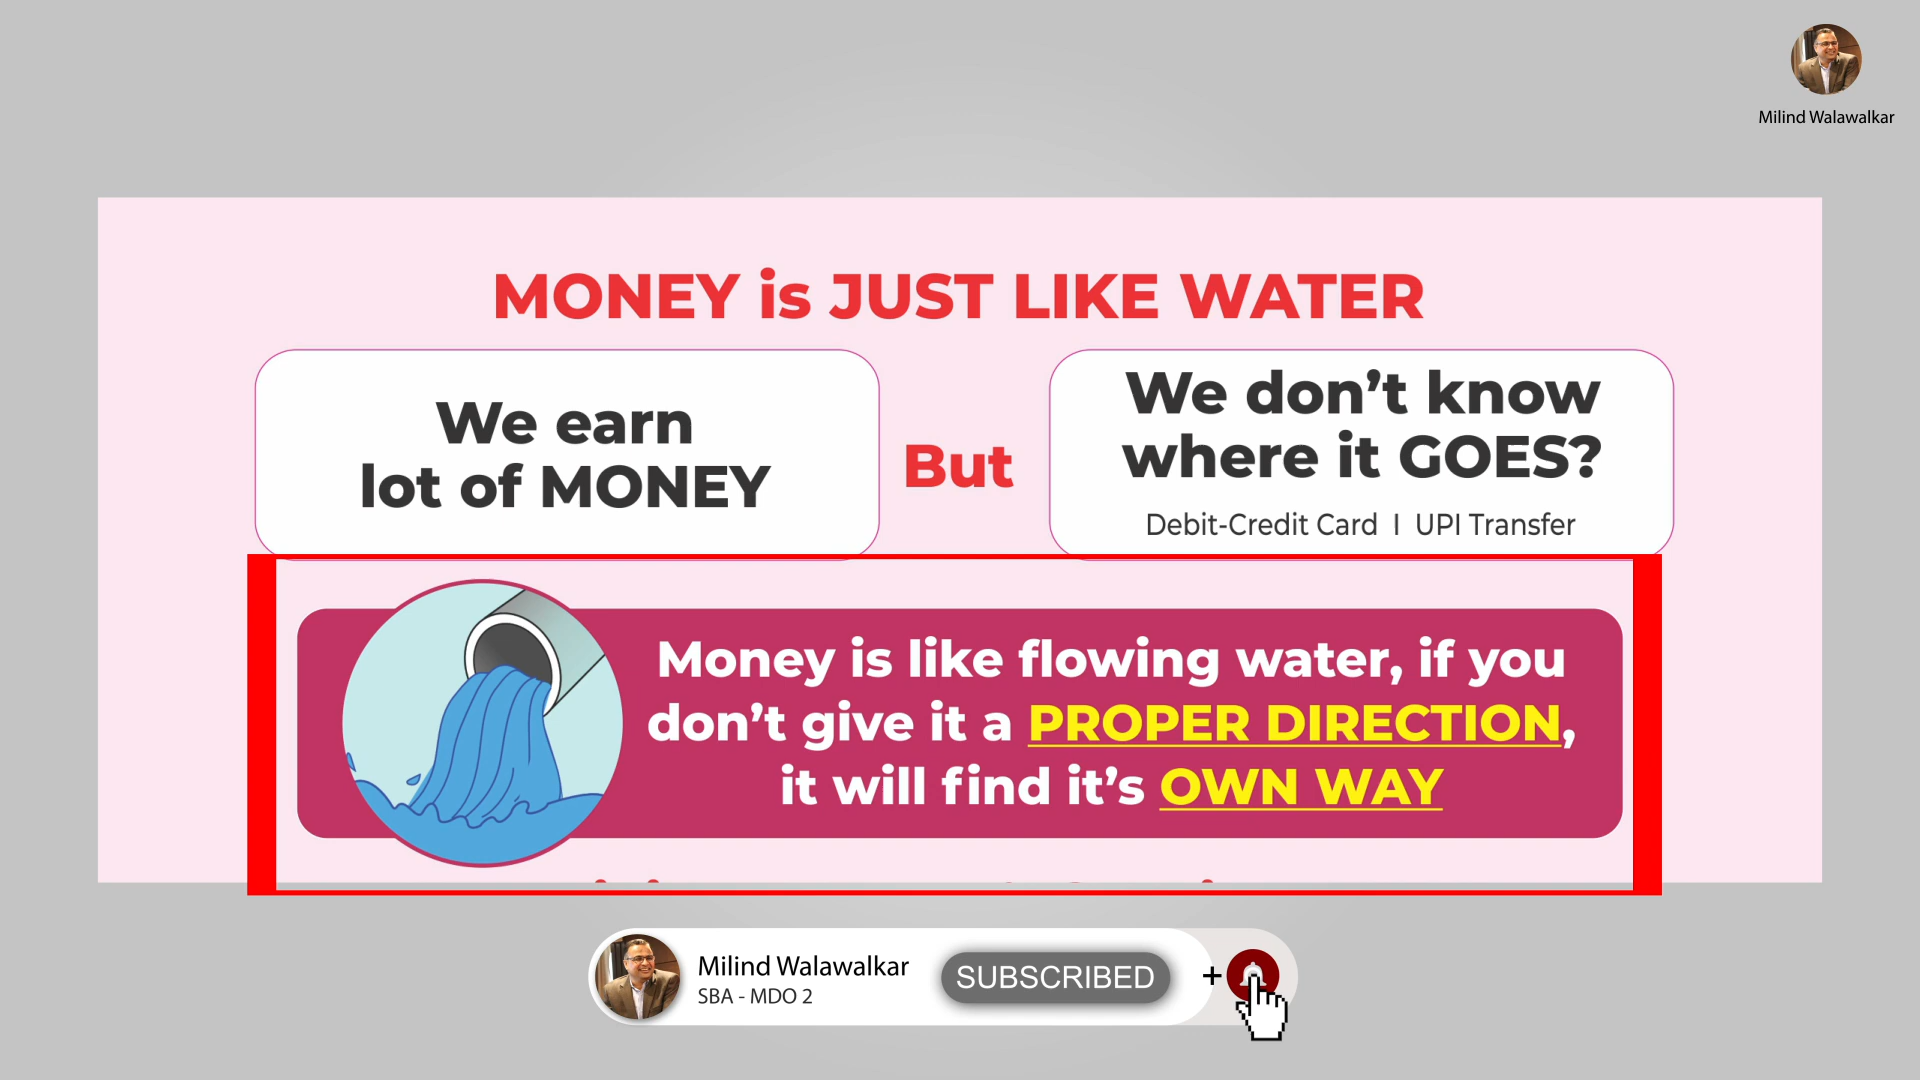 Milind Walawalkar
MONEY is JUST LIKE WATER
We earn
lot of MONEY
But
We don't know
where it GOES?
Debit-Credit Card I UPI Transfer
Money is like flowing water, if you
don't give it a PROPER DIRECTION,
it will find it's OWN WAY
Milind Walawalkar
SBA - MDO 2
SUBSCRIBED
+